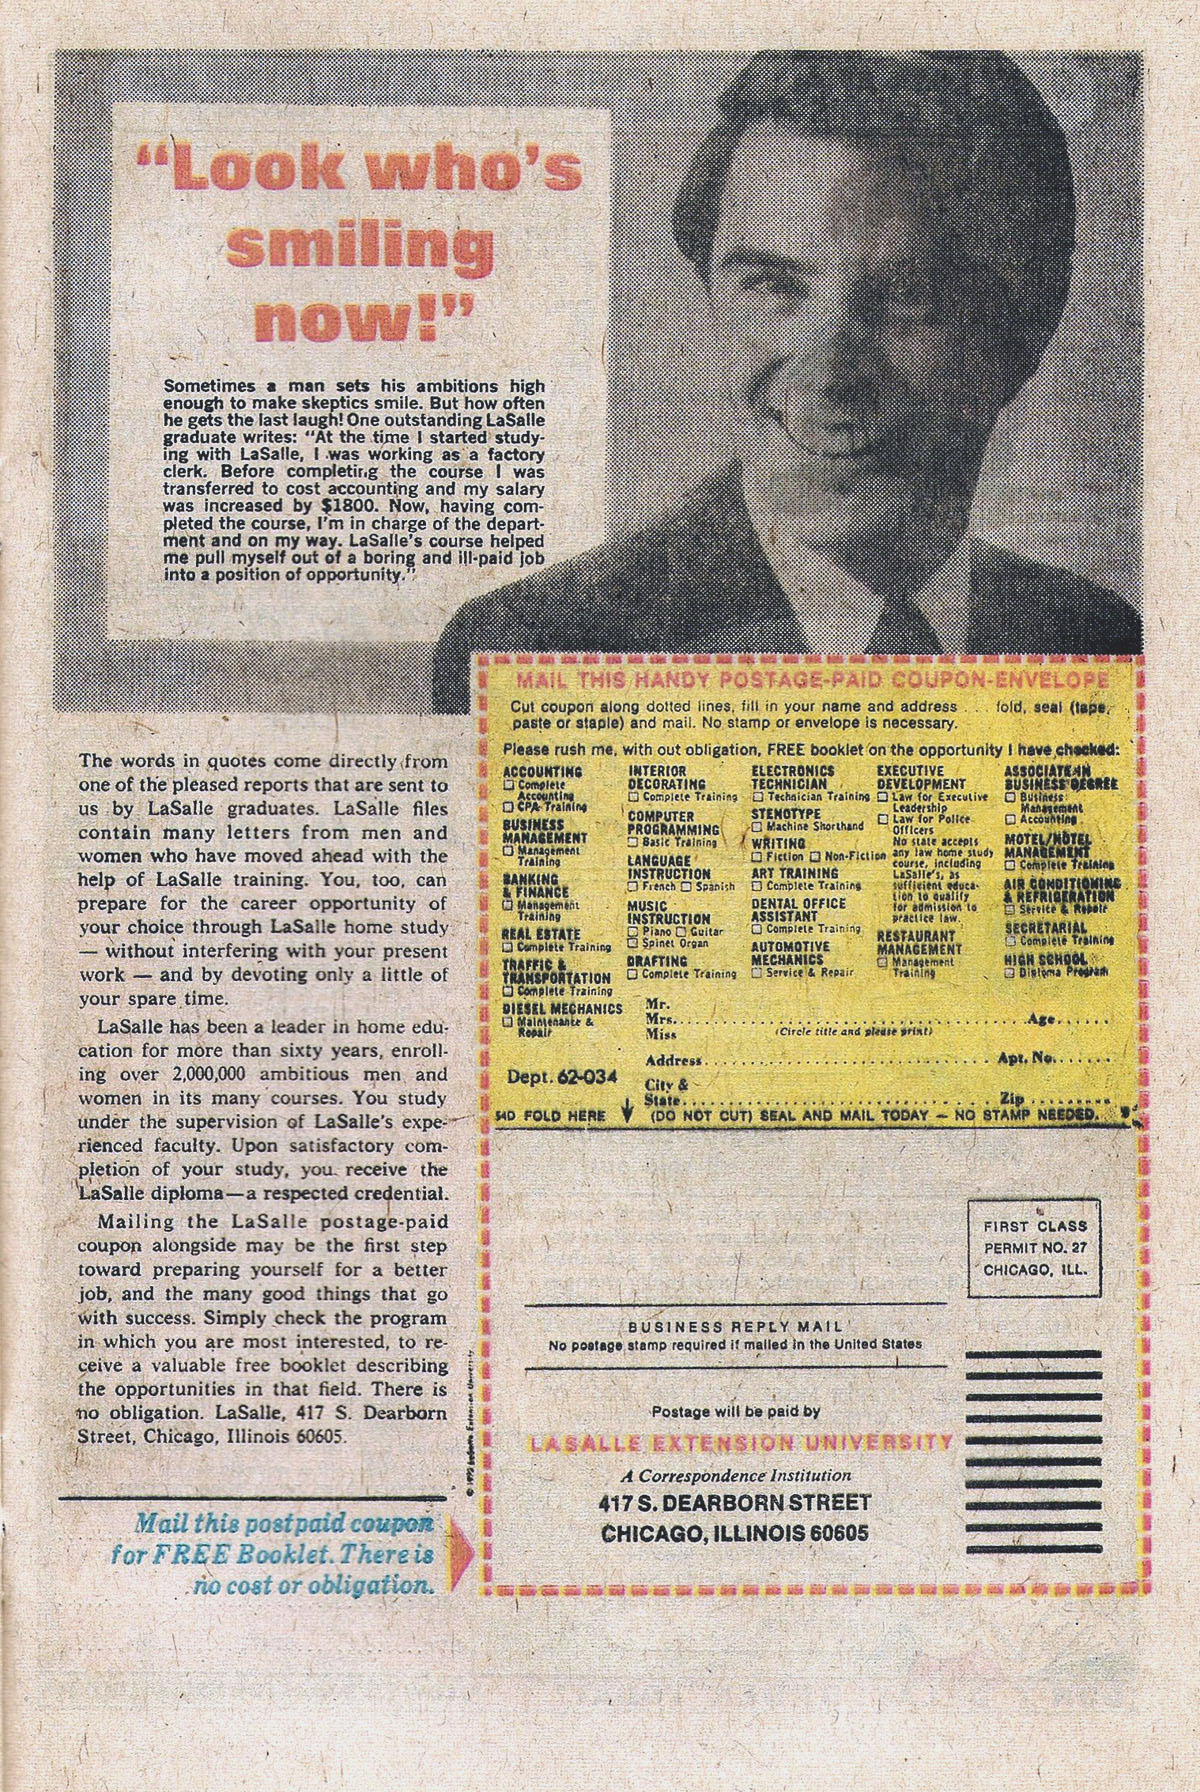 “Look who’s
smiling
now!”
Sometimes a man sets his ambitions high
enough to make skeptics smile. But how often
he gets the last laugh! One outstanding LaSalle
graduate writes: “At the time I started study-
ing with LaSalle, I was working as a factory
clerk. Before completing the course I was
transferred to cost accounting and my salary
was increased by $1800. Now, having com-
pleted the course, I’m in charge of the depart-
ment and on my way. LaSalle’s course helped
me pull myself out of a boring and ill-paid job
into a position of opportunity.”
The words in quotes come directly from
one of the pleased reports that are sent to
us by LaSalle graduates. LaSalle files
contain many letters from men and
women who have moved ahead with the
help of LaSalle training. You, too, can
prepare for the career opportunity of
your choice through LaSalle home study
— without interfering with your present
work — and by devoting only a little of
your spare time.
LaSalle has been a leader in home edu-
cation for more than sixty years, enroll-
ing over 2,000,000 ambitious men and
women in its many courses. You study
under the supervision of LaSalle’s expe-
rienced faculty. Upon satisfactory com-
pletion of your study, you receive the
LaSalle diploma—a respected credential.
Mailing the LaSalle postage-paid
coupon alongside may be the first step
toward preparing yourself for a better
job, and the many good things that go
with success. Simply check the program
in which you are most interested, to re-
ceive a valuable free booklet describing
the opportunities in that field. There is
no obligation. LaSalle, 417 S. Dearborn
Street, Chicago, Illinois 60605.
Mail this postpaid coupon
for FREE Booklet. There is
no cost or obligation.
LaSalle Extension University
MAIL THIS HANDY POSTAGE-PAID COUPON-ENVELOPE
Cut coupon along dotted lines, fill in your name and address . . . fold, seal (tape,
paste or staple) and mail. No stamp or envelope is necessary.
Please rush me, with out obligation, FREE booklet on the opportunity I have checked:
ACCOUNTING
☐ Complete
Accounting
☐ CPA Training
BUSINESS
MANAGEMENT
☐ Management
Training
BANKING
& FINANCE
☐ Management
Training
REAL ESTATE
☐ Complete Training
TRAFFIC &
TRANSPORTATION
☐ Complete Training
DIESEL MECHANICS
☐ Maintenance &
Repair
INTERIOR
DECORATING
☐ Complete Training
COMPUTER
PROGRAMMING
☐ Basic Training
LANGUAGE
INSTRUCTION
☐ French ☐ Spanish
MUSIC
INSTRUCTION
☐ Piano ☐ Guitar
☐ Spinet Organ
DRAFTING
☐ Complete Training
ELECTRONICS
TECHNICIAN
☐ Technician Training
STENOTYPE
☐ Machine Shorthand
WRITING
☐ Fiction ☐ Non-Fiction
ART TRAINING
☐ Complete Training
DENTAL OFFICE
ASSISTANT
☐ Complete Training
AUTOMOTIVE
MECHANICS
☐ Service & Repair
EXECUTIVE
DEVELOPMENT
☐ Law for Executive
Leadership
☐ Law for Police
Officers
No state accepts
any law home study
course, including
LaSalle’s, as
sufficient educa-
tion to qualify
for admission to
practice law.
RESTAURANT
MANAGEMENT
☐ Management
Training
ASSOCIATE IN
BUSINESS DEGREE
☐ Business
Management
☐ Accounting
MOTEL/HOTEL
MANAGEMENT
☐ Complete Training
AIR CONDITIONING
& REFRIGERATION
☐ Service & Repair
SECRETARIAL
☐ Complete Training
HIGH SCHOOL
☐ Diploma Program
Mr.
Mrs. Age
Miss (Circle title and please print)
Address Apt. No.
Dept. 62-034
City &
State Zip
FOLD HERE ↓ (DO NOT CUT) SEAL AND MAIL TODAY — NO STAMP NEEDED.
FIRST CLASS
PERMIT NO. 27
CHICAGO, ILL.
BUSINESS REPLY MAIL
No postage stamp required if mailed in the United States
Postage will be paid by
LASALLE EXTENSION UNIVERSITY
A Correspondence Institution
417 S. DEARBORN STREET
CHICAGO, ILLINOIS 60605